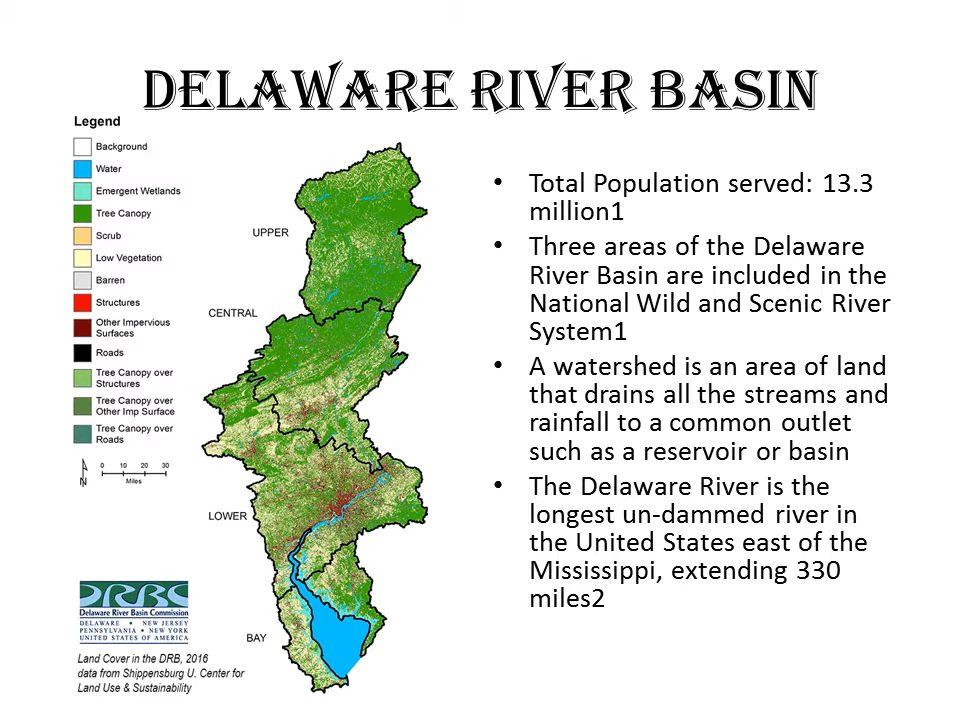 DELAWARE RIVER BASIN
Legend
Background
Water
Emergent Wetlands
Tree Canopy
Scrub
Low Vegetation
Barren
Structures
Other Impervious
Surfaces
Roads
Tree Canopy over
Structures
Tree Canopy over
Other Imp Surface
Tree Canopy over
Roads
N
0 10 20 30
Miles
UPPER
CENTRAL
LOWER
BAY
DRBC
Delaware River Basin Commission
DELAWARE • NEW JERSEY
PENNSYLVANIA • NEW YORK
UNITED STATES OF AMERICA
Land Cover in the DRB, 2016
data from Shippensburg U. Center for
Land Use & Sustainability
• Total Population served: 13.3
million1
• Three areas of the Delaware
River Basin are included in the
National Wild and Scenic River
System1
• A watershed is an area of land
that drains all the streams and
rainfall to a common outlet
such as a reservoir or basin
• The Delaware River is the
longest un-dammed river in
the United States east of the
Mississippi, extending 330
miles2